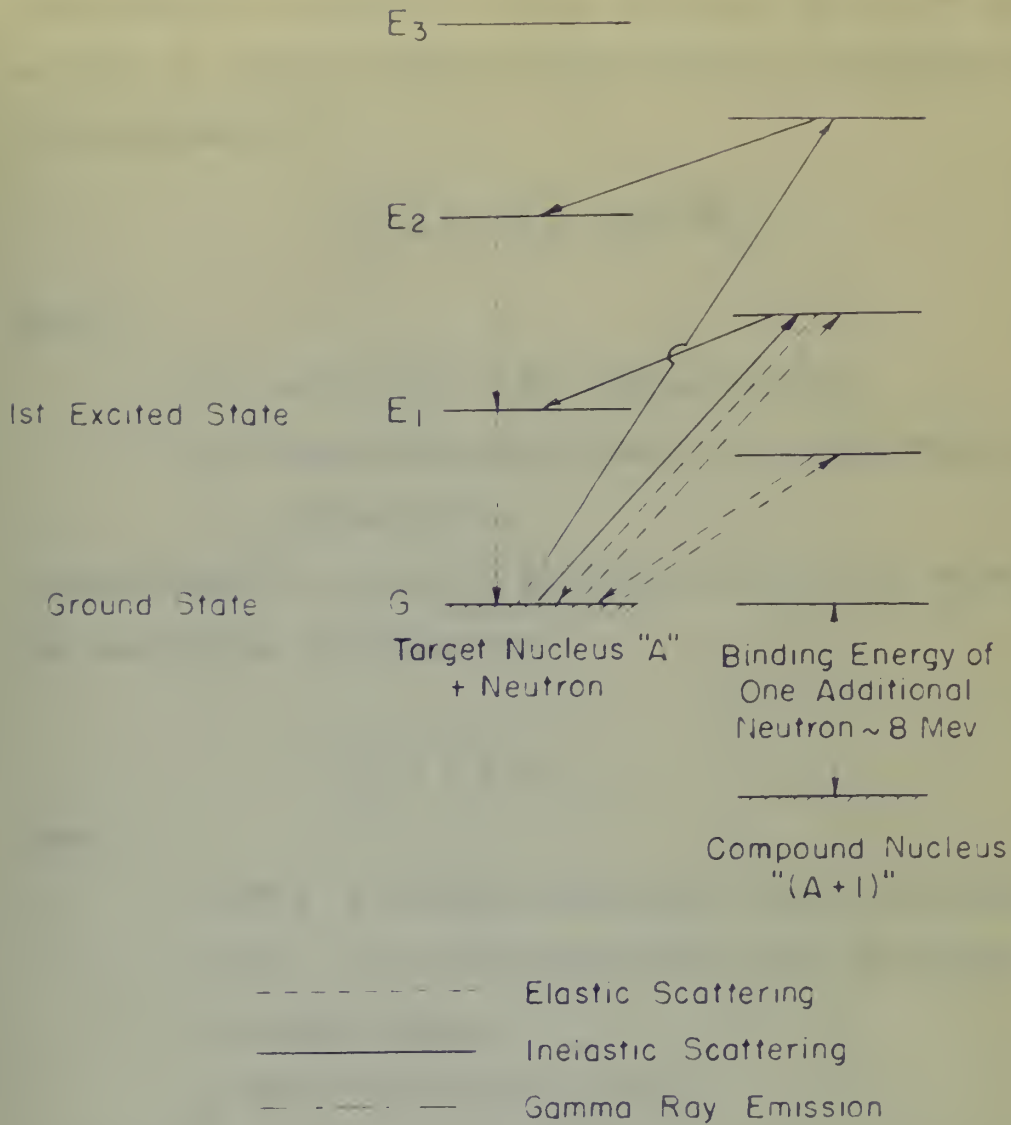 E3
E2
1st Excited State E1
Ground State G
Target Nucleus "A"
+ Neutron
Binding Energy of
One Additional
Neutron ~ 8 Mev
Compound Nucleus
"(A + 1)"
Elastic Scattering
Inelastic Scattering
Gamma Ray Emission